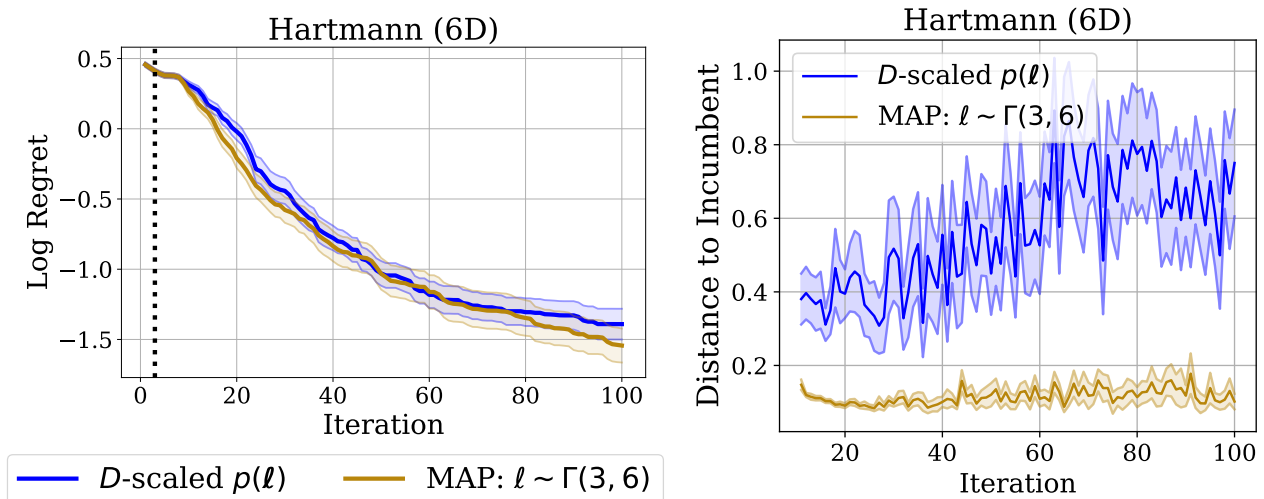 Hartmann (6D)
0.5
0.0
−0.5
−1.0
−1.5
Log Regret
0 20 40 60 80 100
Iteration
D-scaled p(ℓ) MAP: ℓ ~ Γ(3, 6)
Hartmann (6D)
D-scaled p(ℓ)
MAP: ℓ ~ Γ(3, 6)
1.0
0.8
0.6
0.4
0.2
Distance to Incumbent
20 40 60 80 100
Iteration